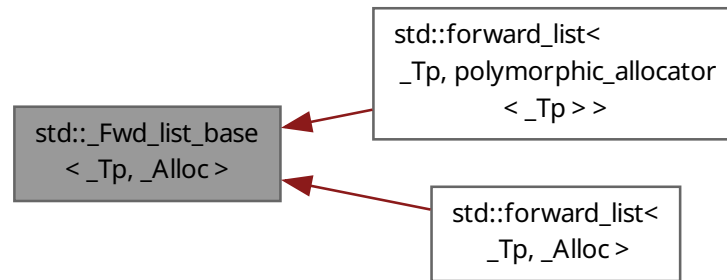 std::forward_list<
_Tp, polymorphic_allocator
< _Tp > >
std::_Fwd_list_base
< _Tp, _Alloc >
std::forward_list<
_Tp, _Alloc >